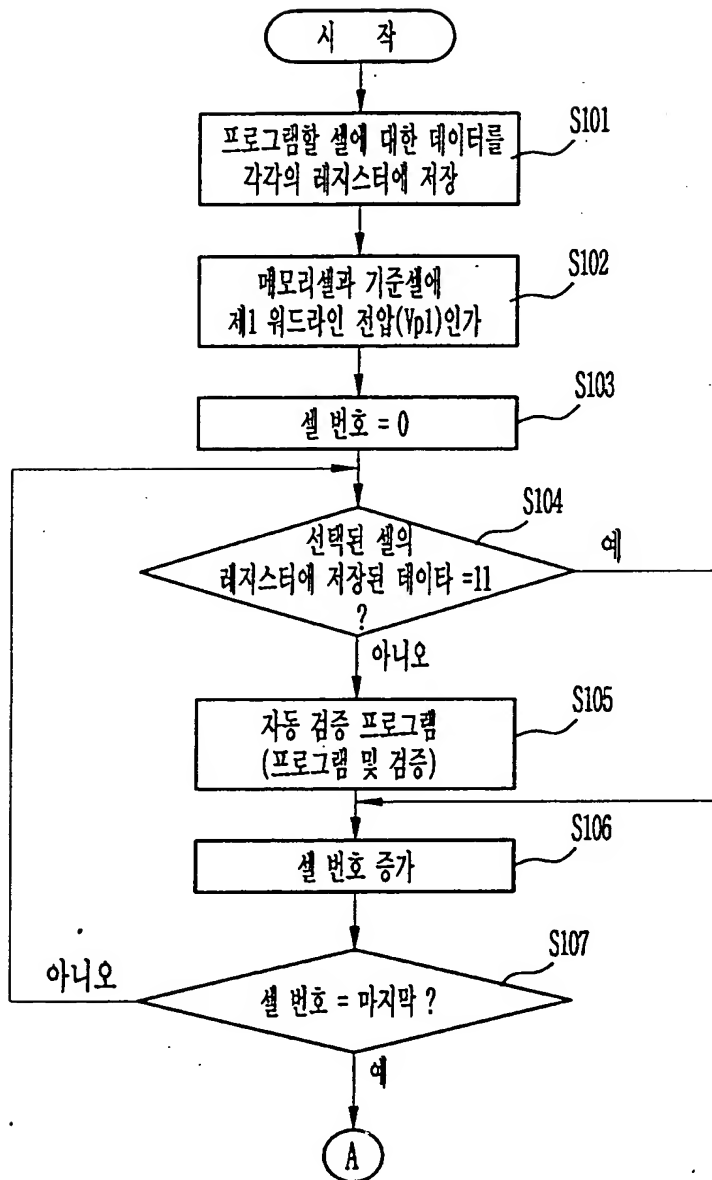 시 작
S101
프로그램할 셀에 대한 데이터를
각각의 레지스터에 저장
S102
메모리셀과 기준셀에
제1 워드라인 전압(Vp1)인가
S103
셀 번호 = 0
S104
선택된 셀의
예
레지스터에 저장된 데이타 =11
?
아니오
S105
자동 검증 프로그램
(프로그램 및 검증)
S106
셀 번호 증가
S107
아니오
셀 번호 = 마지막 ?
예
A